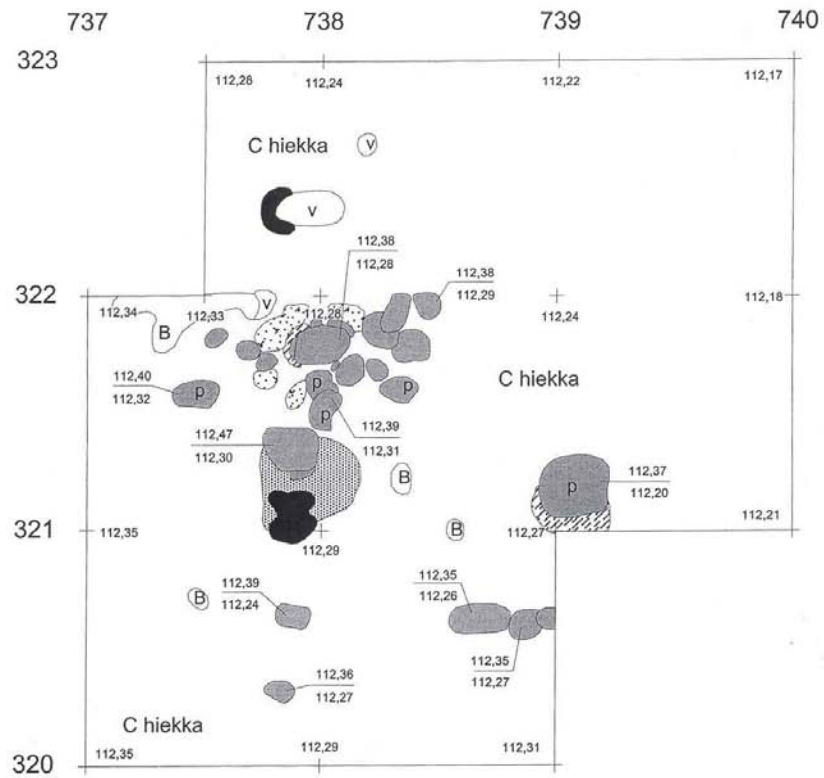 737 738 739 740
323
112,26 112,24 112,22 112,17
C hiekka v
v
112,38
112,28
112,38
112,29
322
112,34 112,33 v 112,28 112,24 112,18
B
C hiekka
112,40
112,32
p
p
p
p
112,39
112,31
112,47
112,30
B
p
112,37
112,20
321
112,35 112,29 B 112,27 112,21
B
112,39
112,24
112,35
112,26
112,35
112,27
112,36
112,27
C hiekka
320
112,35 112,29 112,31